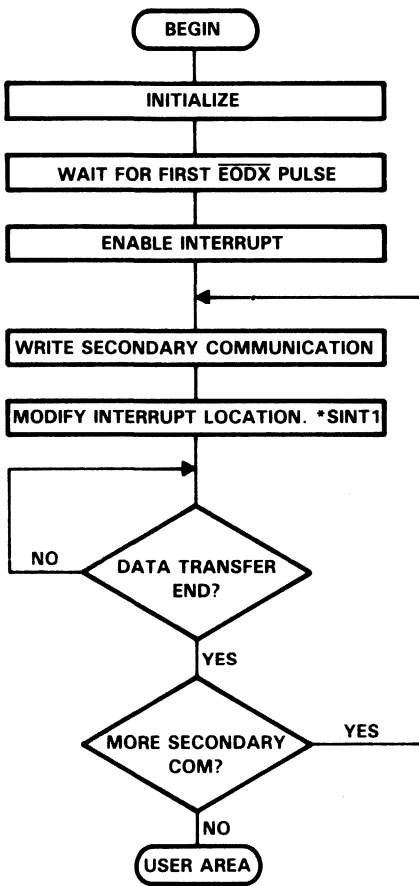 BEGIN
INITIALIZE
WAIT FOR FIRST E̅O̅D̅X̅ PULSE
ENABLE INTERRUPT
WRITE SECONDARY COMMUNICATION
MODIFY INTERRUPT LOCATION. *SINT1
NO
DATA TRANSFER
END?
YES
MORE SECONDARY
COM?
YES
NO
USER AREA